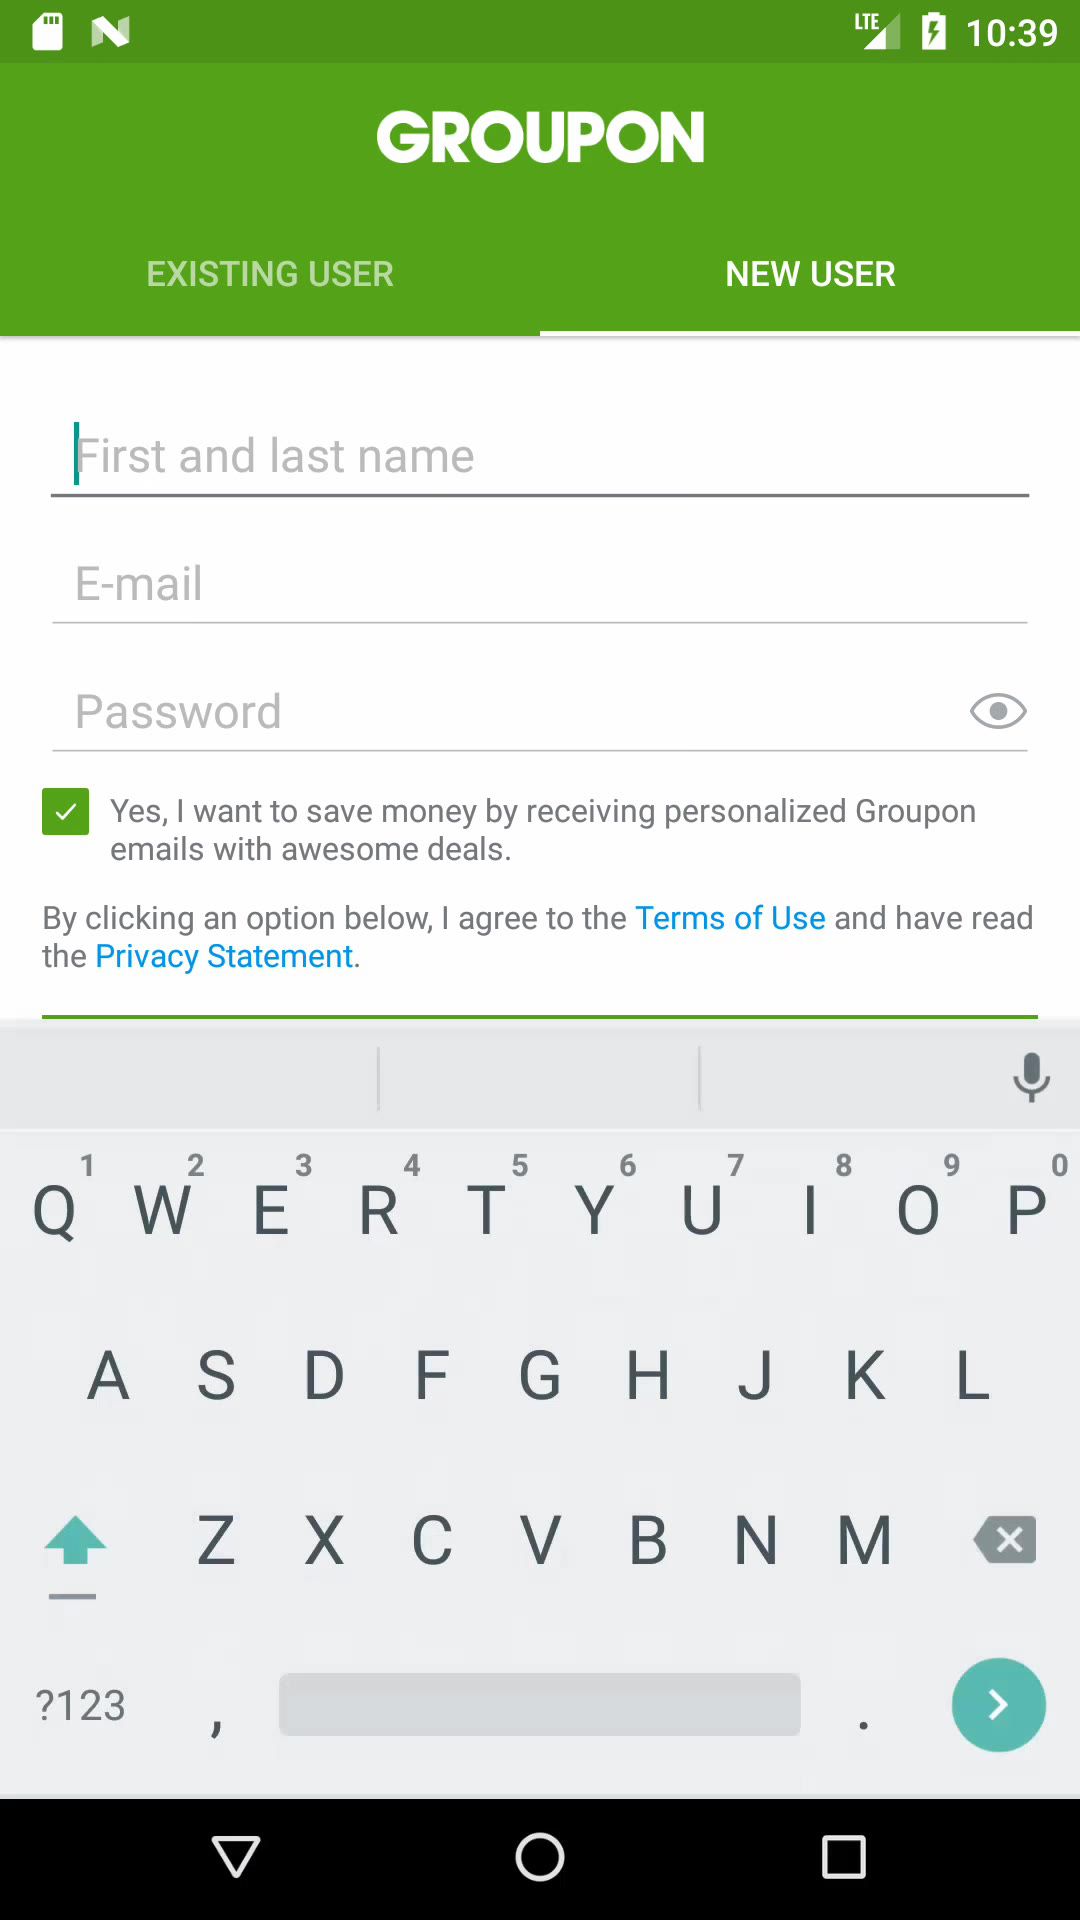 LTE 10:39
GROUPON
EXISTING USER NEW USER
First and last name
E-mail
Password
Yes, I want to save money by receiving personalized Groupon
emails with awesome deals.
By clicking an option below, I agree to the Terms of Use and have read
the Privacy Statement.
1 2 3 4 5 6 7 8 9 0
Q W E R T Y U I O P
A S D F G H J K L
Z X C V B N M
?123 , .